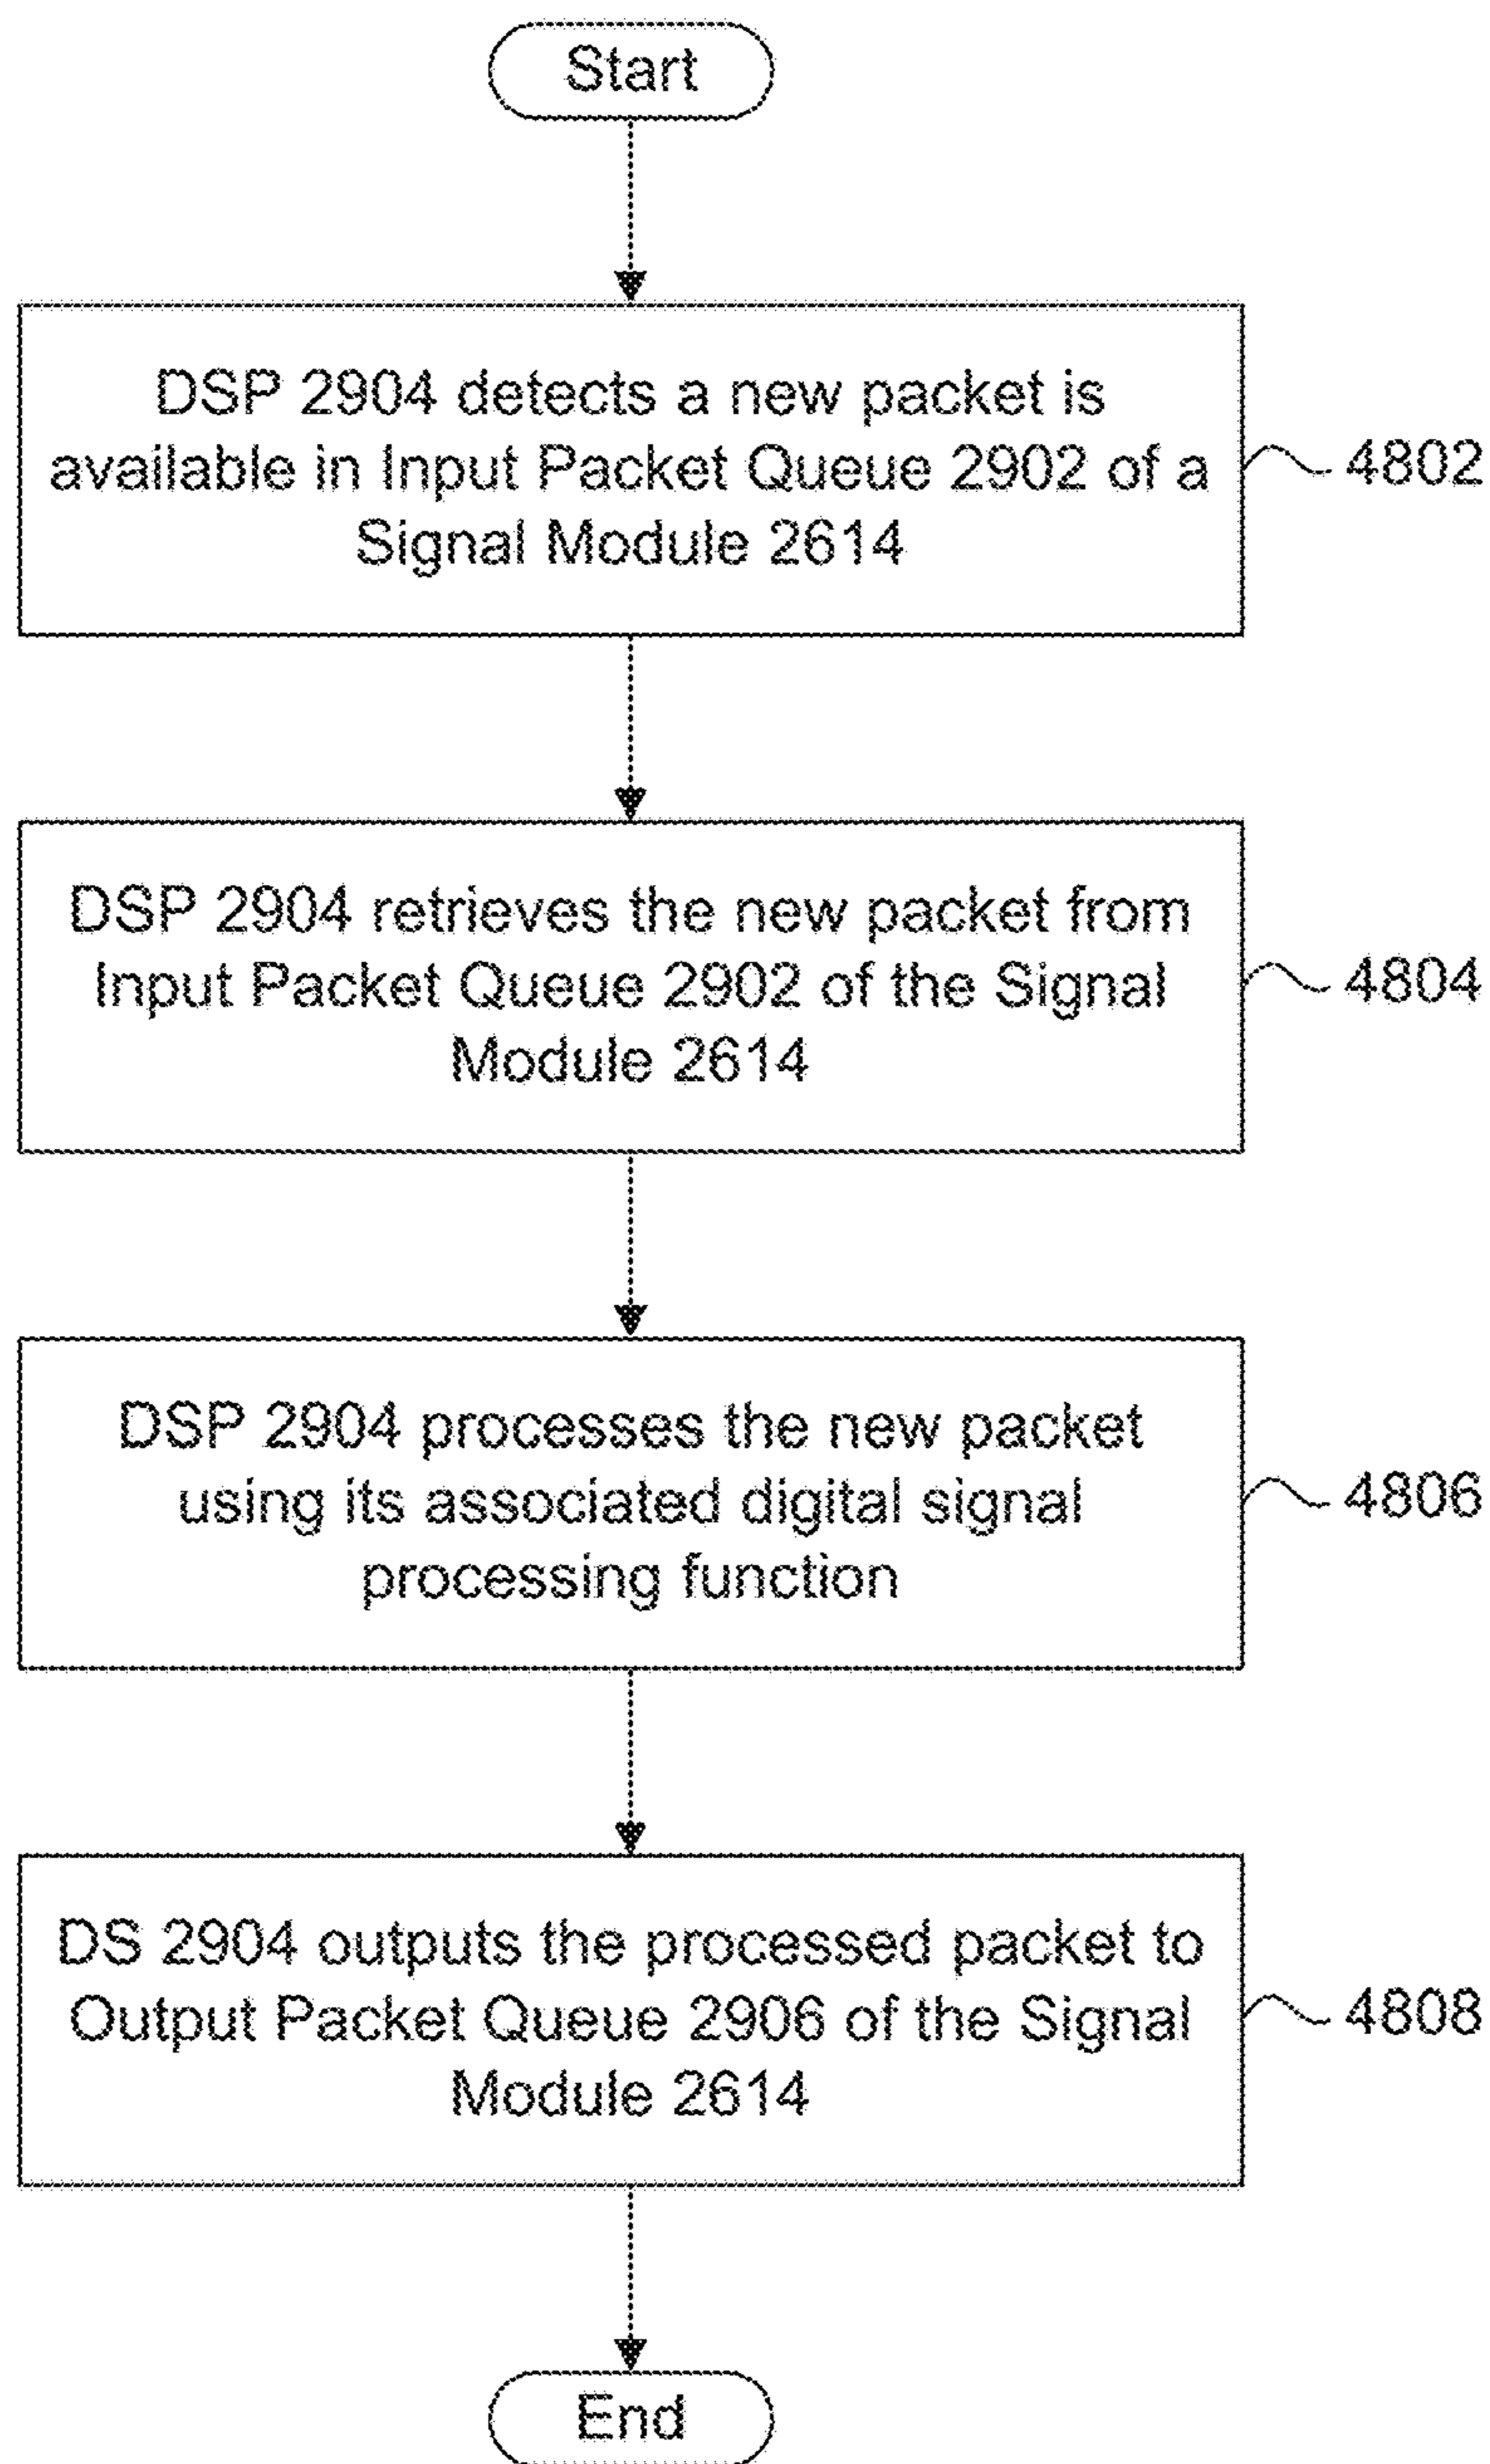 Start
DSP 2904 detects a new packet is
available in Input Packet Queue 2902 of a
Signal Module 2614
4802
DSP 2904 retrieves the new packet from
Input Packet Queue 2902 of the Signal
Module 2614
4804
DSP 2904 processes the new packet
using its associated digital signal
processing function
4806
DS 2904 outputs the processed packet to
Output Packet Queue 2906 of the Signal
Module 2614
4808
End